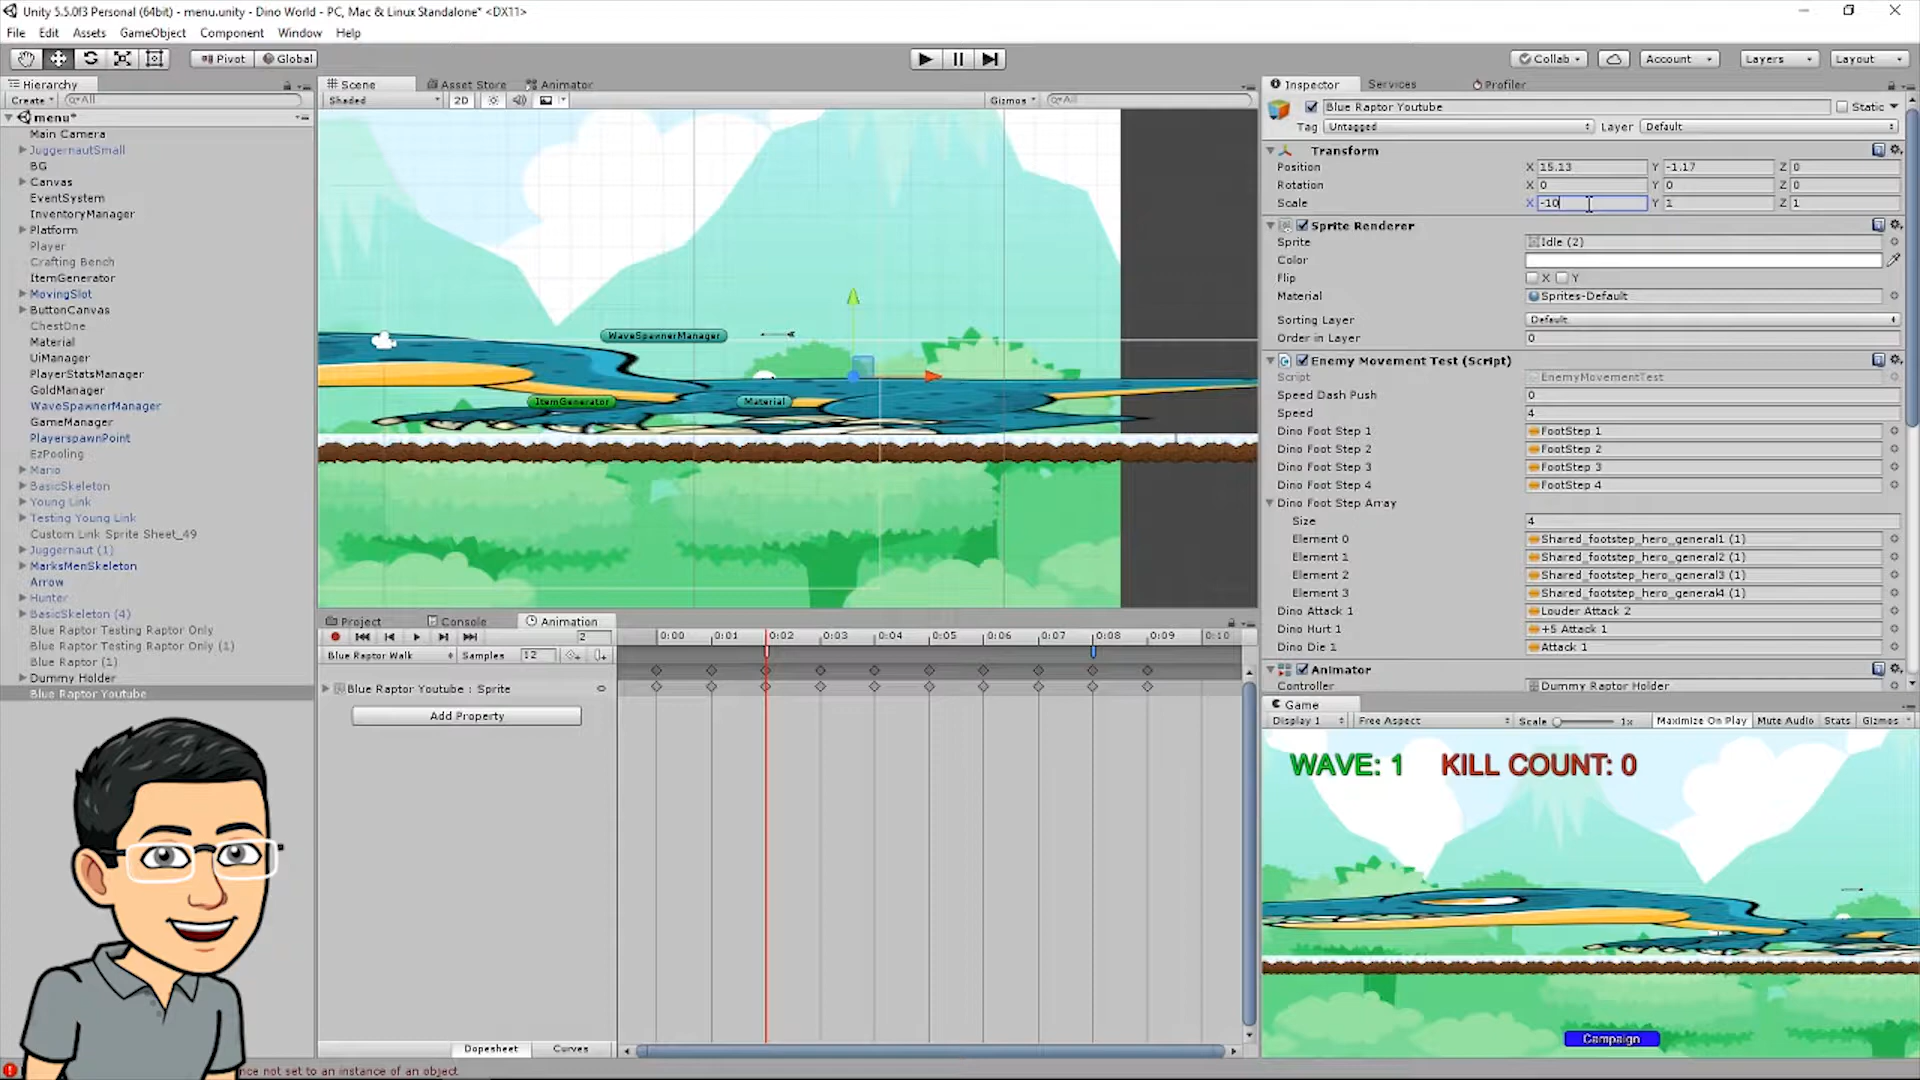 Unity 5.5.0f3 Personal (64bit) - menu.unity - Dino World - PC, Mac & Linux Standalone* <DX11>
File Edit Assets GameObject Component Window Help
Pivot Global Collab Account Layers Layout
Hierarchy
Create All
menu*
Main Camera
JuggernautSmall
BG
Canvas
EventSystem
InventoryManager
Platform
Player
Crafting Bench
ItemGenerator
MovingSlot
ButtonCanvas
ChestOne
Material
UiManager
PlayerStatsManager
GoldManager
WaveSpawnerManager
GameManager
PlayerspawnPoint
EzPooling
Mario
BasicSkeleton
Young Link
Testing Young Link
Custom Link Sprite Sheet_49
Juggernaut (1)
MarksMenSkeleton
Arrow
Hunter
BasicSkeleton (4)
Blue Raptor Testing Raptor Only
Blue Raptor Testing Raptor Only (1)
Blue Raptor (1)
Dummy Holder
Blue Raptor Youtube
Scene Asset Store Animator
Shaded 2D Gizmos All
WaveSpawnerManager
ItemGenerator Material
Project Console Animation
2 0:00 0:01 0:02 0:03 0:04 0:05 0:06 0:07 0:08 0:09 0:10
Blue Raptor Walk Samples 12
Blue Raptor Youtube : Sprite
Add Property
Dopesheet Curves
nce not set to an instance of an object
Inspector Services Profiler
Blue Raptor Youtube Static
Tag Untagged Layer Default
Transform
Position X 15.13 Y -1.17 Z 0
Rotation X 0 Y 0 Z 0
Scale X -10 Y 1 Z 1
Sprite Renderer
Sprite Idle (2)
Color
Flip X Y
Material Sprites-Default
Sorting Layer Default
Order in Layer 0
Enemy Movement Test (Script)
Script EnemyMovementTest
Speed Dash Push 0
Speed 4
Dino Foot Step 1 FootStep 1
Dino Foot Step 2 FootStep 2
Dino Foot Step 3 FootStep 3
Dino Foot Step 4 FootStep 4
Dino Foot Step Array
Size 4
Element 0 Shared_footstep_hero_general1 (1)
Element 1 Shared_footstep_hero_general2 (1)
Element 2 Shared_footstep_hero_general3 (1)
Element 3 Shared_footstep_hero_general4 (1)
Dino Attack 1 Louder Attack 2
Dino Hurt 1 +5 Attack 1
Dino Die 1 Attack 1
Animator
Controller Dummy Raptor Holder
Game
Display 1 Free Aspect Scale 1x Maximize On Play Mute Audio Stats Gizmos
WAVE: 1 KILL COUNT: 0
Campaign